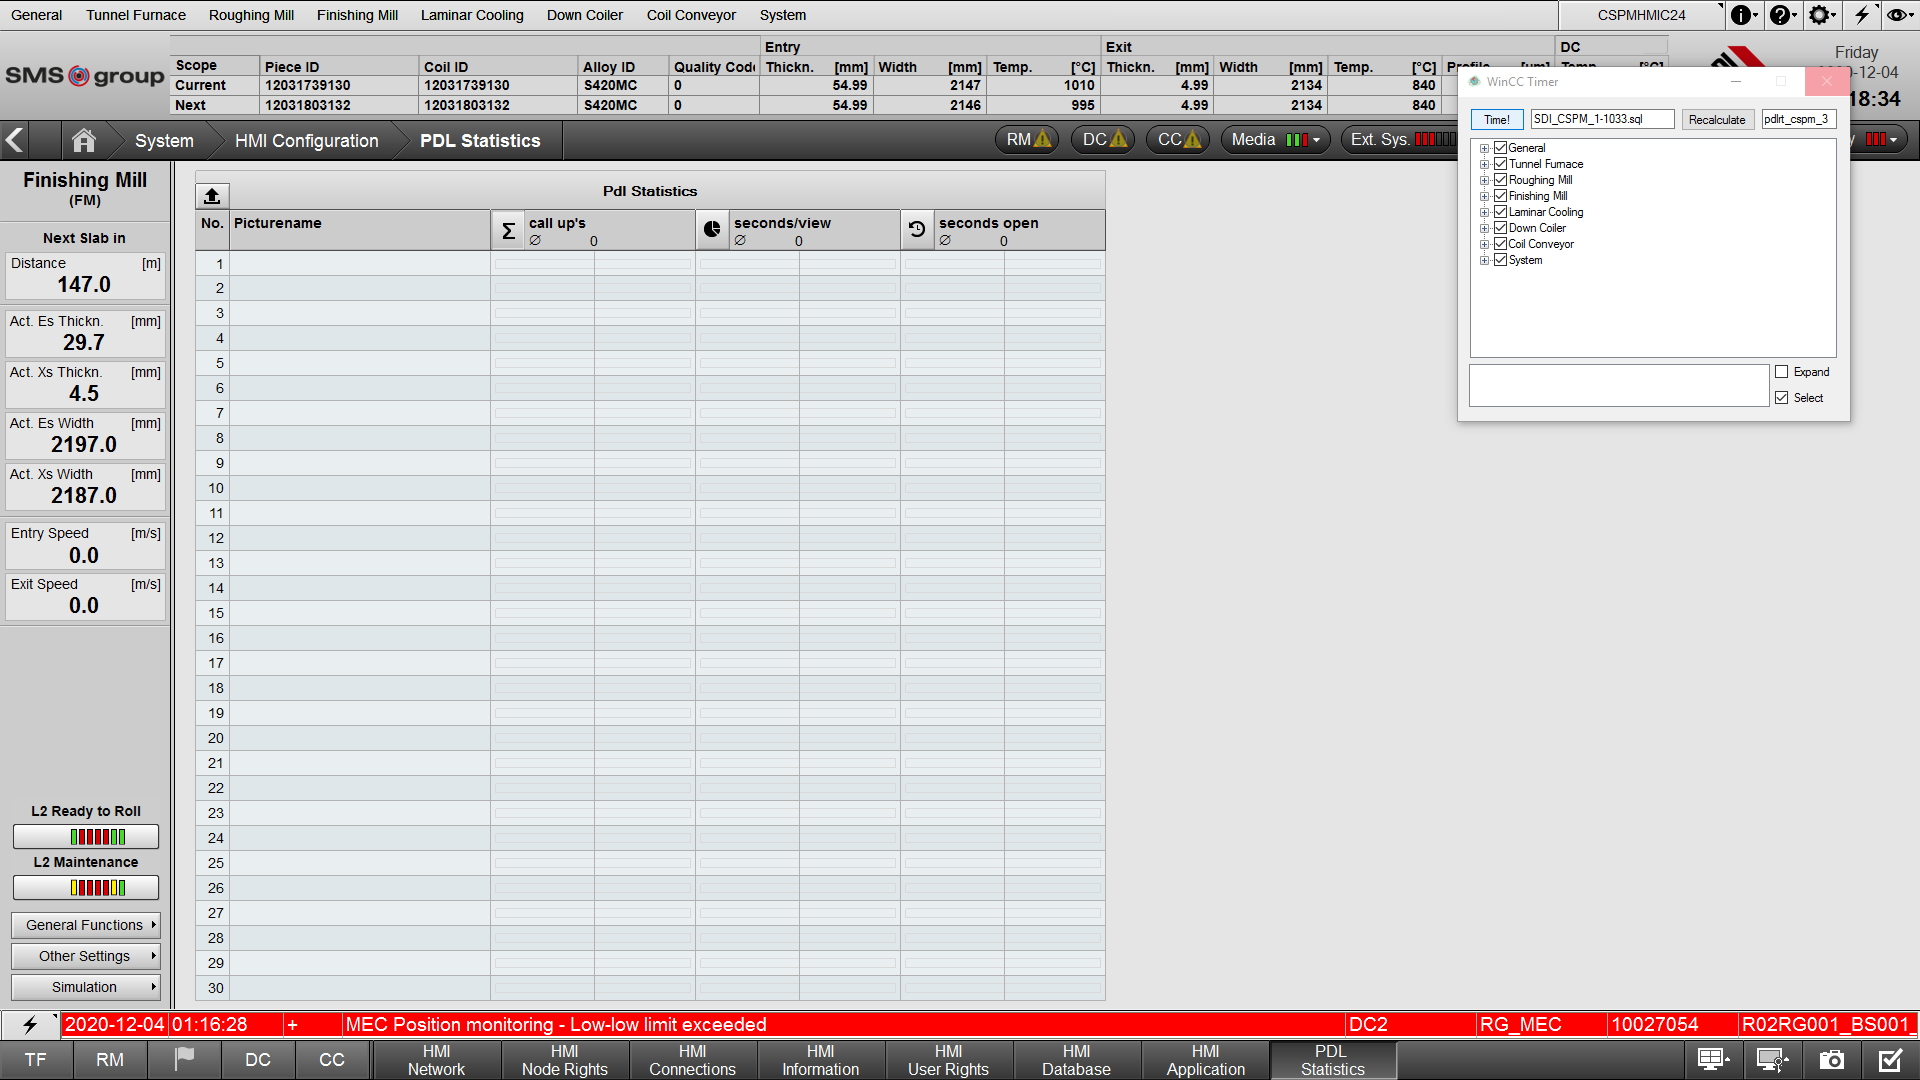 General Tunnel Furnace Roughing Mill Finishing Mill Laminar Cooling Down Coiler Coil Conveyor System CSPMHMIC24
SMS group
Entry Exit DC
Scope Piece ID Coil ID Alloy ID Quality Code Thickn. [mm] Width [mm] Temp. [°C] Thickn. [mm] Width [mm] Temp. [°C]
Current 12031739130 12031739130 S420MC 0 54.99 2147 1010 4.99 2134 840
Next 12031803132 12031803132 S420MC 0 54.99 2146 995 4.99 2134 840
Friday
-12-04
18:34
System HMI Configuration PDL Statistics RM DC CC Media Ext. Sys.
WinCC Timer
Time! SDI_CSPM_1-1033.sql Recalculate pdlrt_cspm_3
General
Tunnel Furnace
Roughing Mill
Finishing Mill
Laminar Cooling
Down Coiler
Coil Conveyor
System
Expand
Select
Finishing Mill
(FM)
Next Slab in
Distance [m]
147.0
Act. Es Thickn. [mm]
29.7
Act. Xs Thickn. [mm]
4.5
Act. Es Width [mm]
2197.0
Act. Xs Width [mm]
2187.0
Entry Speed [m/s]
0.0
Exit Speed [m/s]
0.0
L2 Ready to Roll
L2 Maintenance
General Functions
Other Settings
Simulation
Pdl Statistics
No. Picturename Σ call up's seconds/view seconds open
∅ 0 ∅ 0 ∅ 0
1
2
3
4
5
6
7
8
9
10
11
12
13
14
15
16
17
18
19
20
21
22
23
24
25
26
27
28
29
30
2020-12-04 01:16:28 + MEC Position monitoring - Low-low limit exceeded DC2 RG_MEC 10027054 R02RG001_BS001_
TF RM DC CC
HMI Network
HMI Node Rights
HMI Connections
HMI Information
HMI User Rights
HMI Database
HMI Application
PDL Statistics